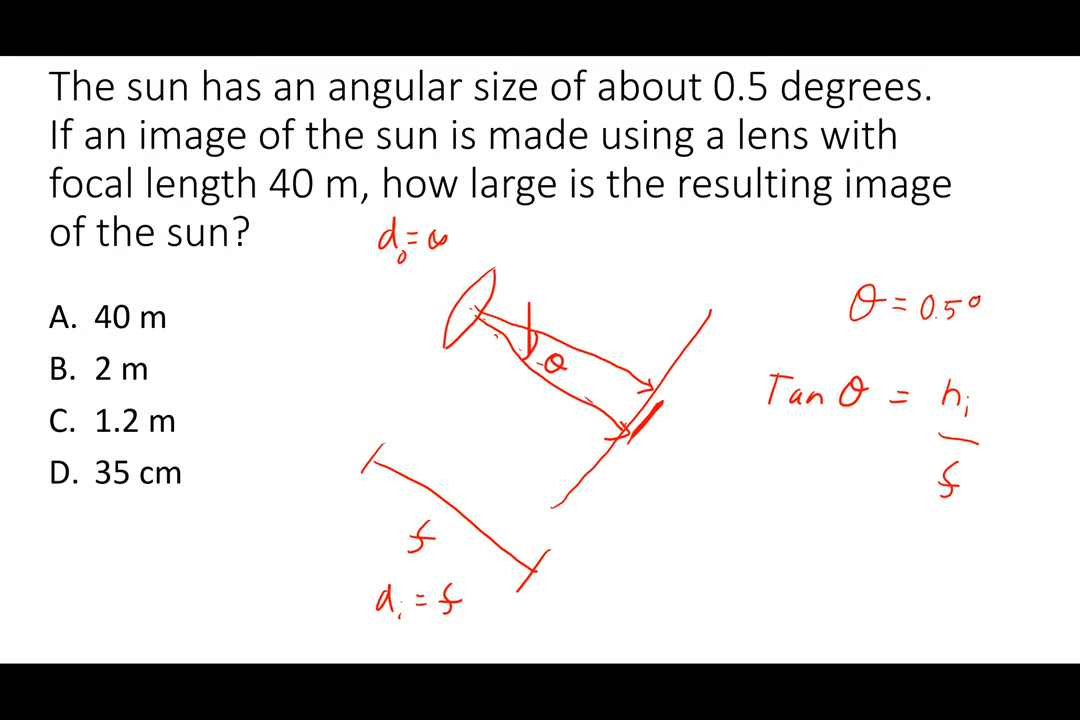 The sun has an angular size of about 0.5 degrees.
If an image of the sun is made using a lens with
focal length 40 m, how large is the resulting image
of the sun?
d₀ = ∞
A. 40 m
B. 2 m
C. 1.2 m
D. 35 cm
θ
θ = 0.5°
Tan θ = hᵢ / f
f
dᵢ = f